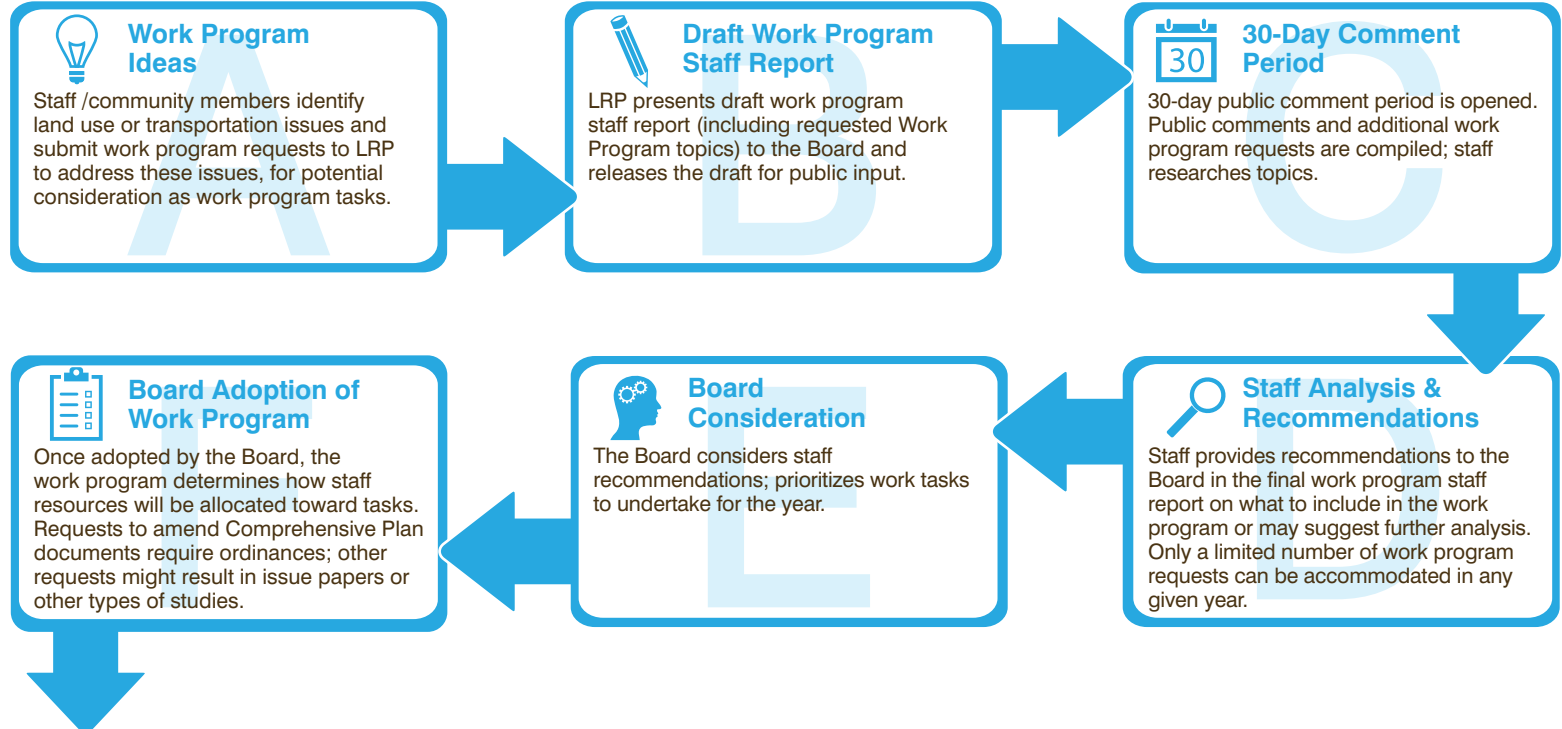 A
Work Program
Ideas
Staff /community members identify
land use or transportation issues and
submit work program requests to LRP
to address these issues, for potential
consideration as work program tasks.
B
Draft Work Program
Staff Report
LRP presents draft work program
staff report (including requested Work
Program topics) to the Board and
releases the draft for public input.
C
30
30-Day Comment
Period
30-day public comment period is opened.
Public comments and additional work
program requests are compiled; staff
researches topics.
D
Staff Analysis &
Recommendations
Staff provides recommendations to the
Board in the final work program staff
report on what to include in the work
program or may suggest further analysis.
Only a limited number of work program
requests can be accommodated in any
given year.
E
Board
Consideration
The Board considers staff
recommendations; prioritizes work tasks
to undertake for the year.
F
Board Adoption of
Work Program
Once adopted by the Board, the
work program determines how staff
resources will be allocated toward tasks.
Requests to amend Comprehensive Plan
documents require ordinances; other
requests might result in issue papers or
other types of studies.